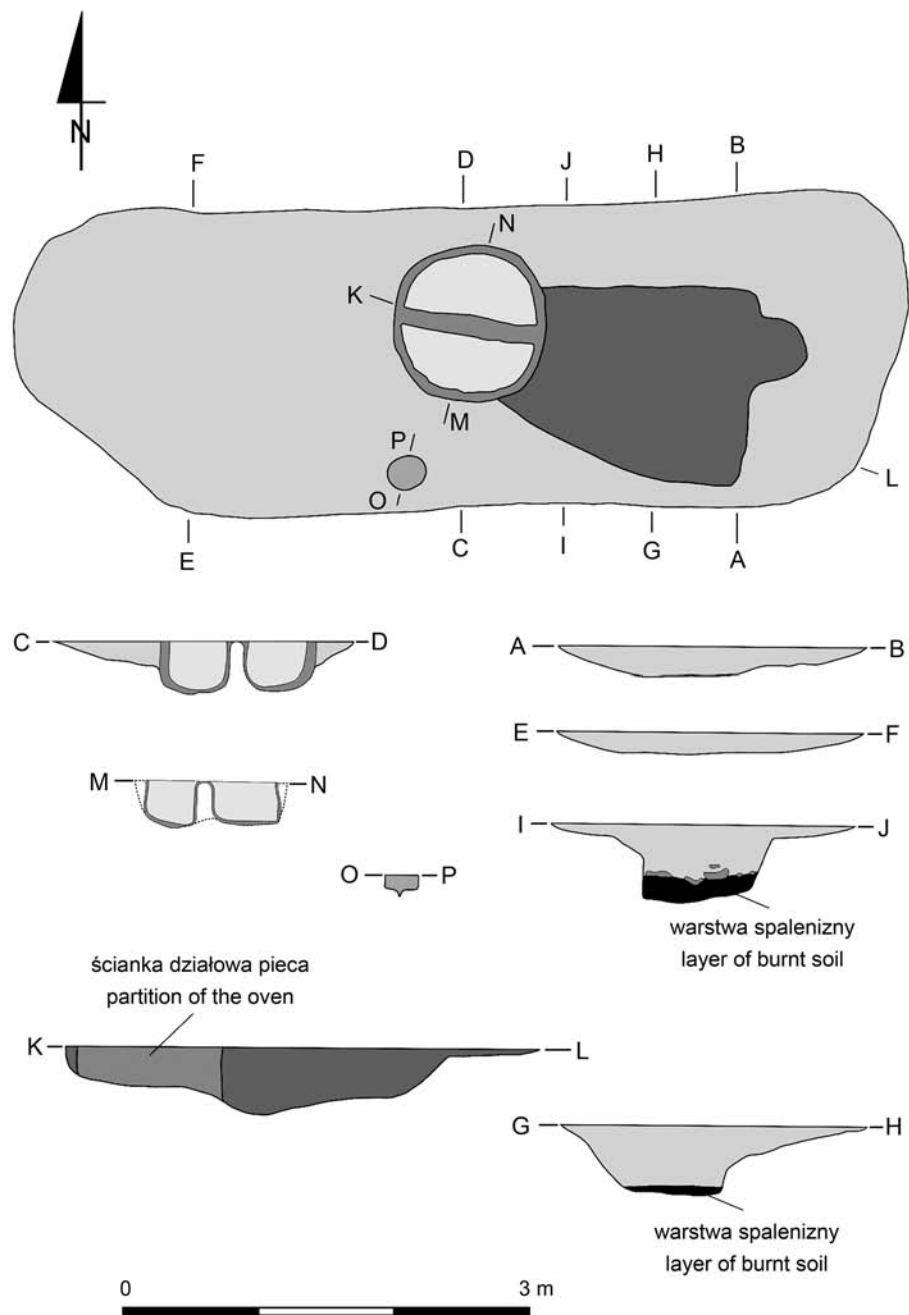 N
F D J H B
N
K
M
P
O
L
E C I G A
C D
A B
E F
M N
I J
O P
warstwa spalenizny
layer of burnt soil
ścianka działowa pieca
partition of the oven
K L
G H
warstwa spalenizny
layer of burnt soil
0 3 m